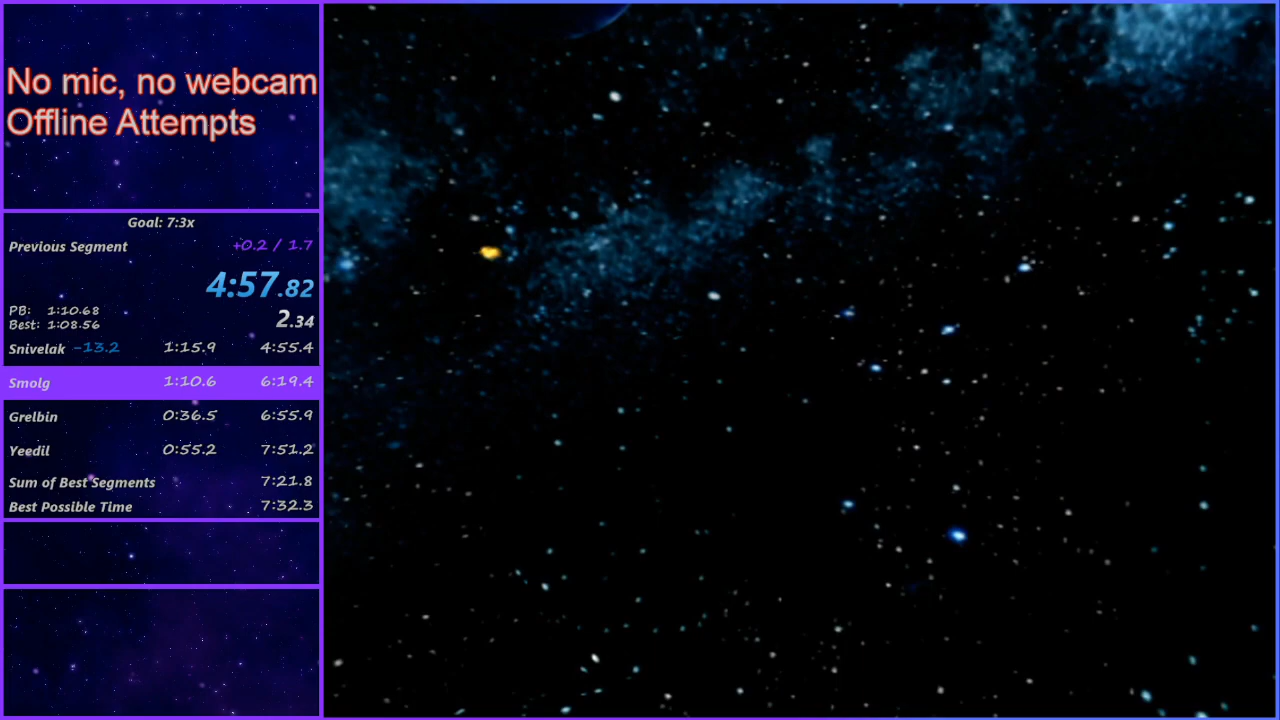 No mic, no webcam
Offline Attempts
Goal: 7:3x
Previous Segment +0.2 / 1.7
4:57.82
PB: 1:10.68
Best: 1:08.56 2.34
Snivelak -13.2 1:15.9 4:55.4
Smolg 1:10.6 6:19.4
Grelbin 0:36.5 6:55.9
Yeedil 0:55.2 7:51.2
Sum of Best Segments 7:21.8
Best Possible Time 7:32.3